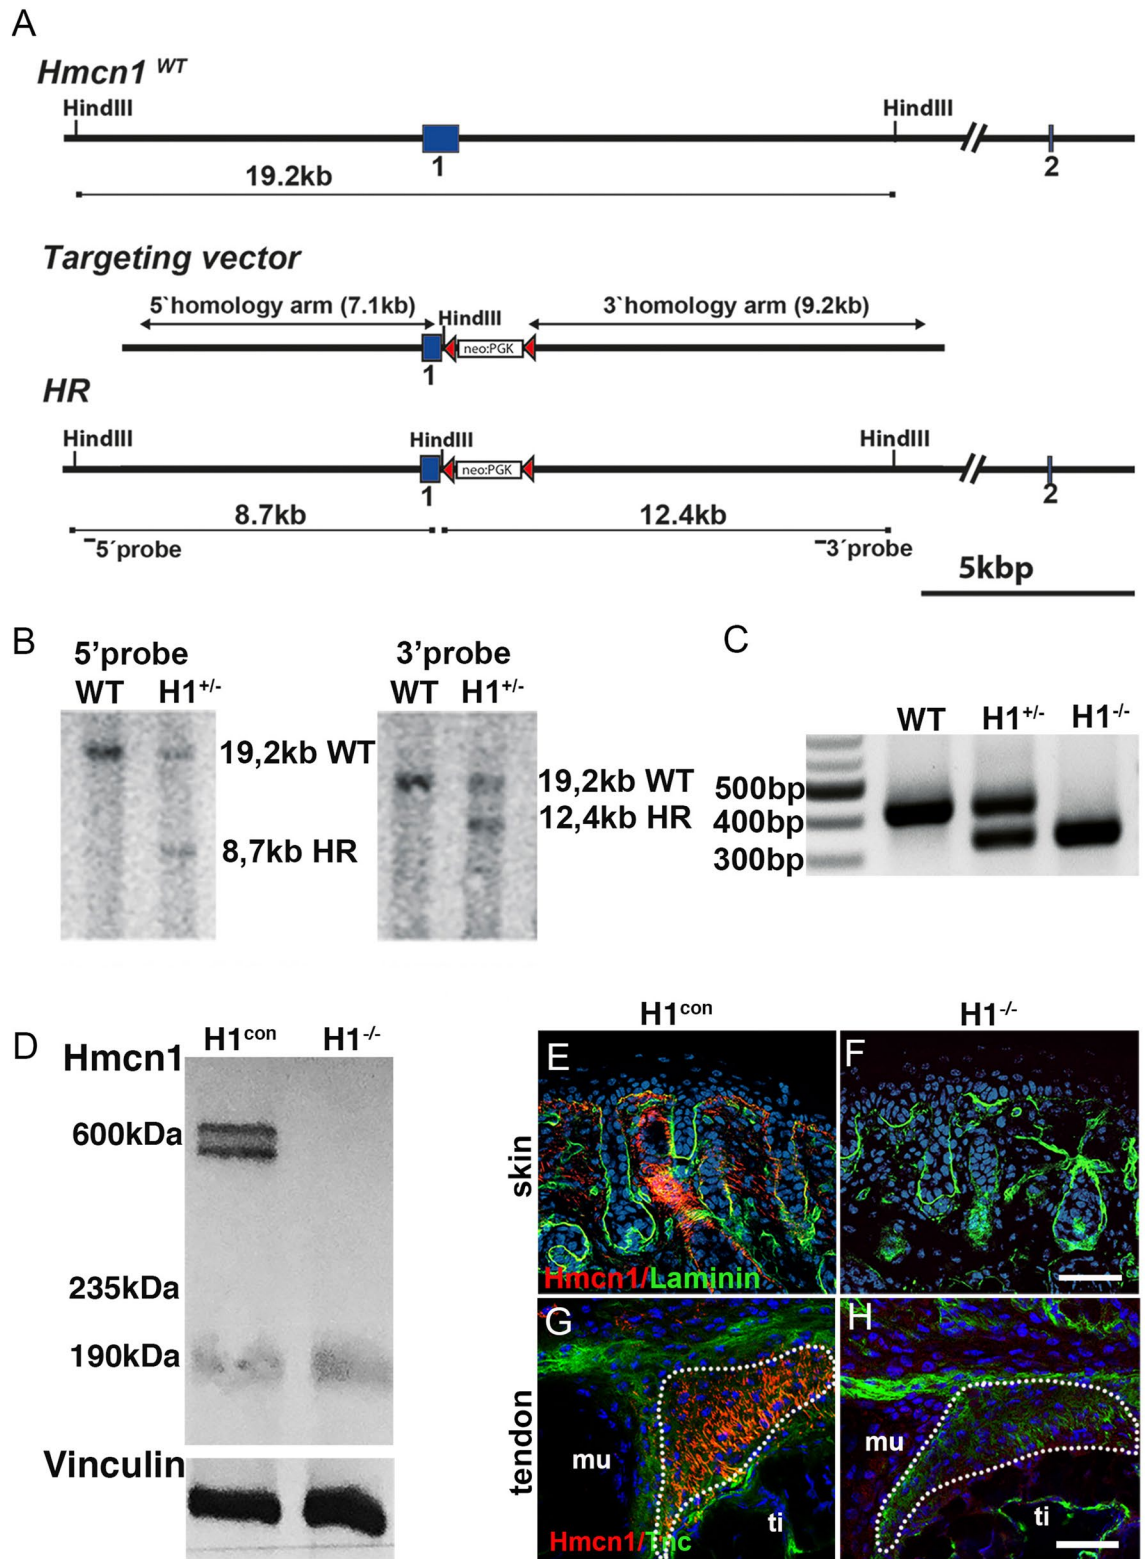 A
Hmcn1 WT
HindIII HindIII
1 2
19.2kb
Targeting vector
5`homology arm (7.1kb) 3`homology arm (9.2kb)
HindIII
neo:PGK
1
HR
HindIII HindIII HindIII
neo:PGK
1 2
8.7kb 12.4kb
5´probe 3´probe
5kbp
B
5’probe 3’probe
WT H1+/- WT H1+/-
19,2kb WT
8,7kb HR
19,2kb WT
12,4kb HR
C
WT H1+/- H1-/-
500bp
400bp
300bp
D
H1con H1-/-
Hmcn1
600kDa
235kDa
190kDa
Vinculin
H1con H1-/-
E F
skin
Hmcn1/Laminin
G H
tendon
mu mu
ti ti
Hmcn1/Tnc